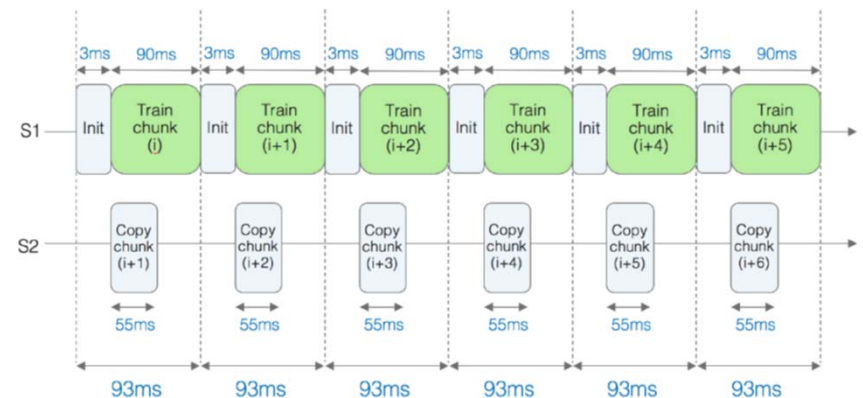 3ms 90ms 3ms 90ms 3ms 90ms 3ms 90ms 3ms 90ms 3ms 90ms
S1
Init
Train
chunk
(i)
Init
Train
chunk
(i+1)
Init
Train
chunk
(i+2)
Init
Train
chunk
(i+3)
Init
Train
chunk
(i+4)
Init
Train
chunk
(i+5)
S2
Copy
chunk
(i+1)
Copy
chunk
(i+2)
Copy
chunk
(i+3)
Copy
chunk
(i+4)
Copy
chunk
(i+5)
Copy
chunk
(i+6)
55ms 55ms 55ms 55ms 55ms 55ms
93ms 93ms 93ms 93ms 93ms 93ms